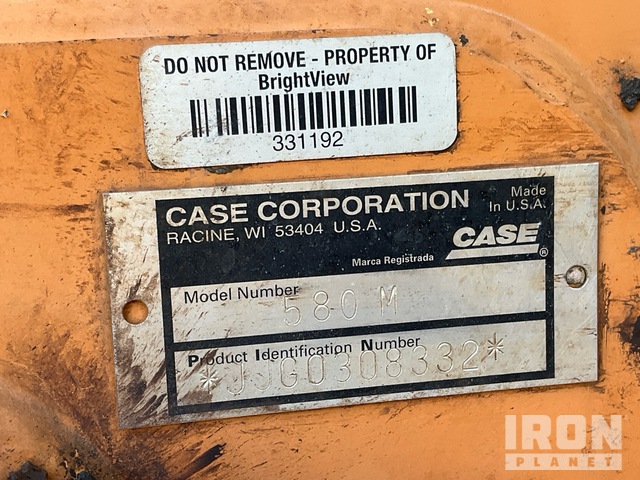 DO NOT REMOVE - PROPERTY OF
BrightView
331192
CASE CORPORATION
RACINE, WI 53404 U.S.A.
Made
In U.S.A.
CASE®
Marca Registrada
Model Number
580 M
Product Identification Number
*JJG0308332*
IRON
PLANET